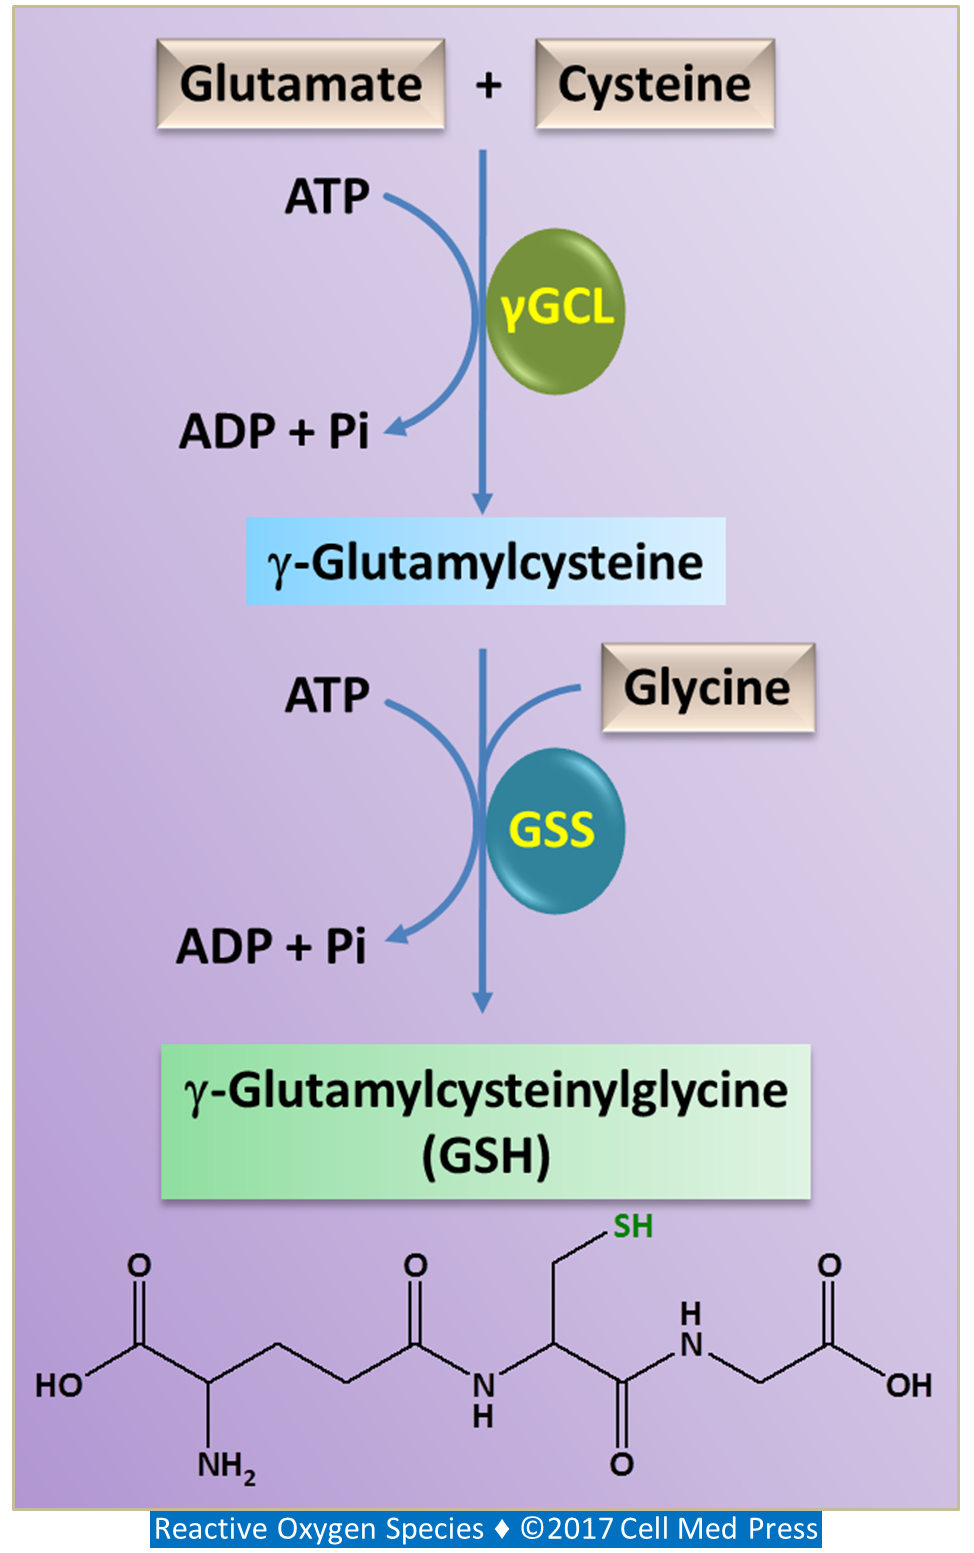 Glutamate + Cysteine
ATP
γGCL
ADP + Pi
γ-Glutamylcysteine
Glycine
ATP
GSS
ADP + Pi
γ-Glutamylcysteinylglycine
(GSH)
SH
O O O
H
N
HO N OH
H
NH₂ O
Reactive Oxygen Species ♦ ©2017 Cell Med Press